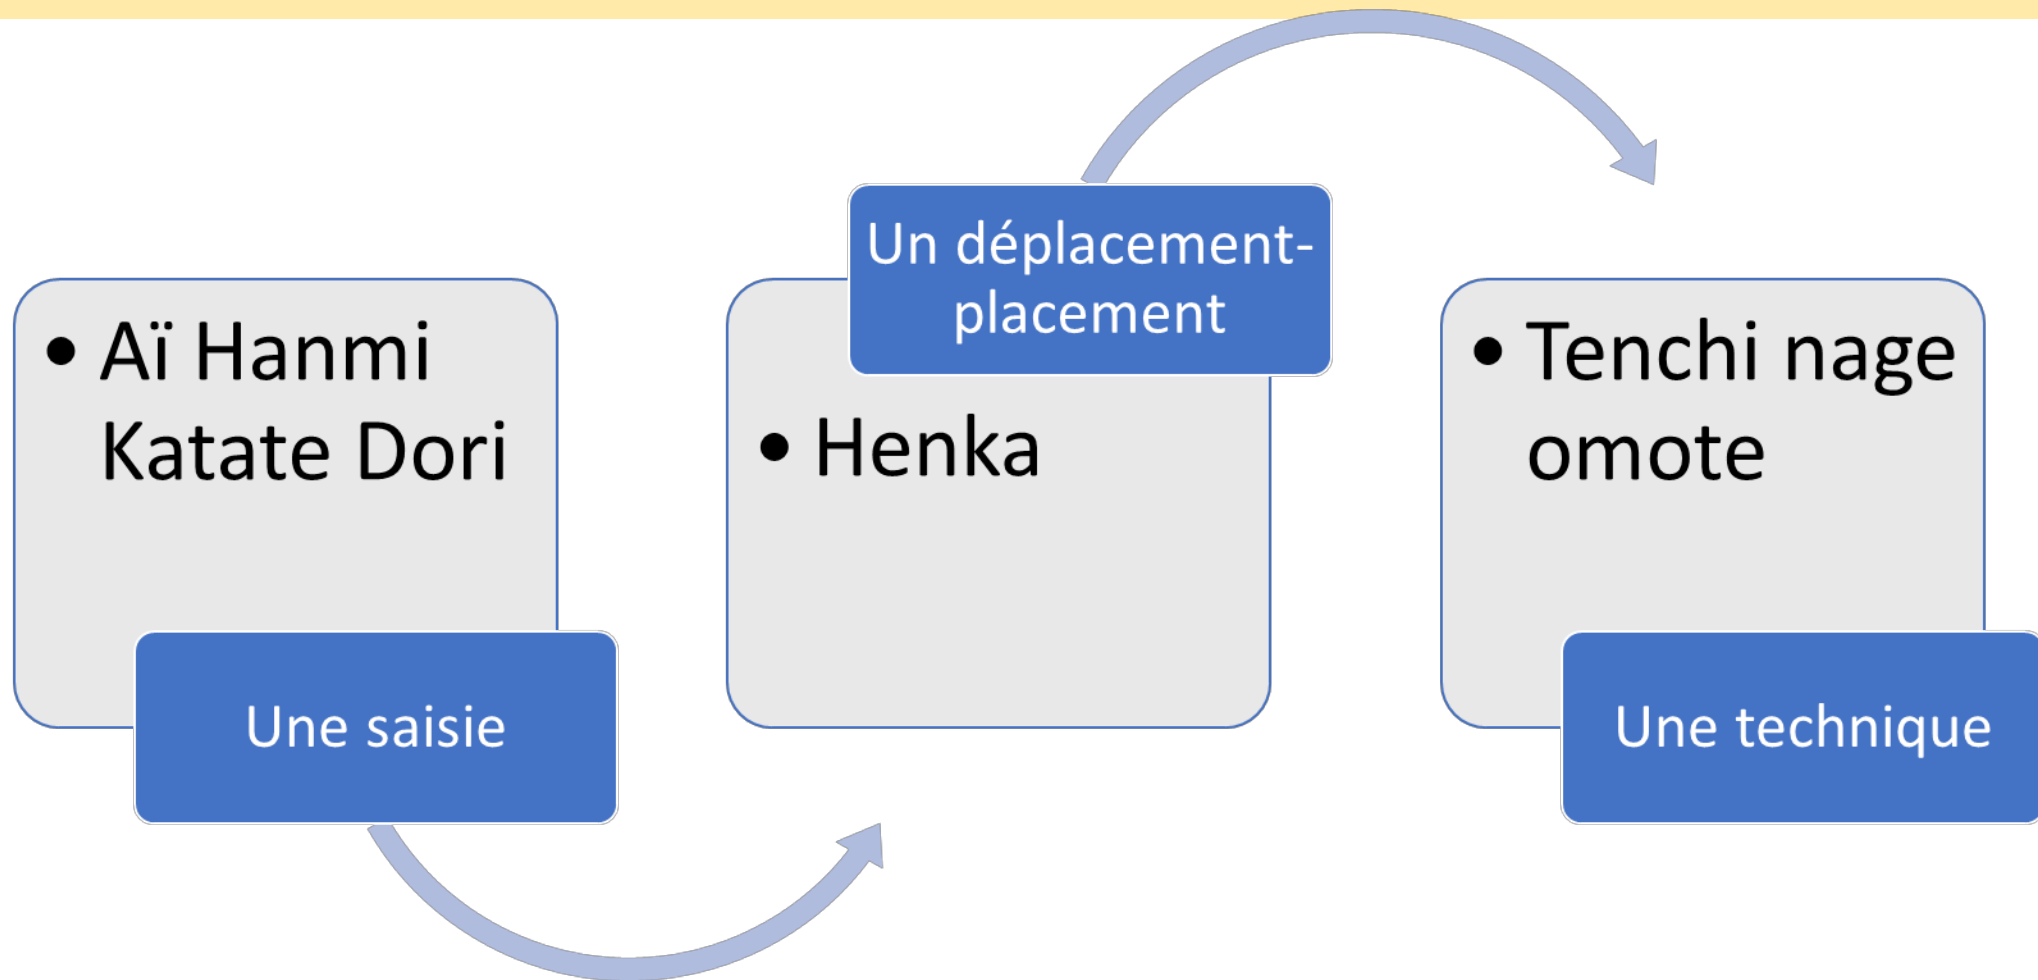 • Aï Hanmi
Katate Dori
Une saisie
Un déplacement-
placement
• Henka
• Tenchi nage
omote
Une technique